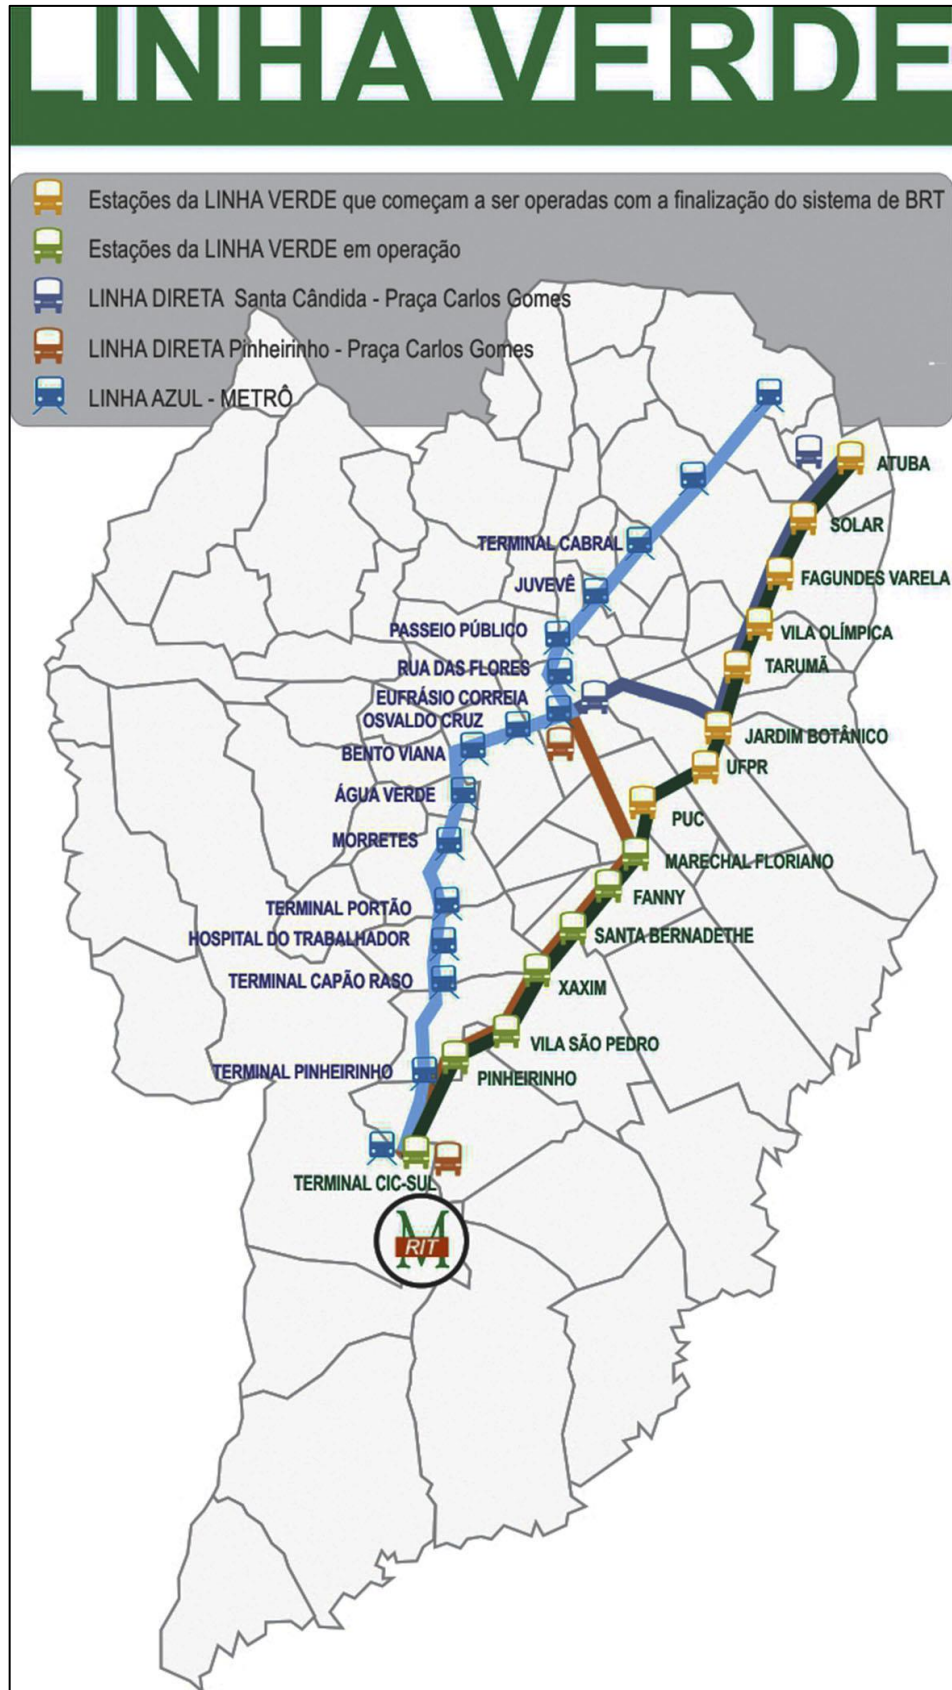 LINHA VERDE
Estações da LINHA VERDE que começam a ser operadas com a finalização do sistema de BRT
Estações da LINHA VERDE em operação
LINHA DIRETA Santa Cândida - Praça Carlos Gomes
LINHA DIRETA Pinheirinho - Praça Carlos Gomes
LINHA AZUL - METRÔ
ATUBA
SOLAR
TERMINAL CABRAL
FAGUNDES VARELA
JUVEVÊ
PASSEIO PÚBLICO
VILA OLÍMPICA
RUA DAS FLORES
TARUMÃ
EUFRÁSIO CORREIA
OSVALDO CRUZ
JARDIM BOTÂNICO
BENTO VIANA
UFPR
ÁGUA VERDE
PUC
MORRETES
MARECHAL FLORIANO
FANNY
TERMINAL PORTÃO
SANTA BERNADETHE
HOSPITAL DO TRABALHADOR
TERMINAL CAPÃO RASO
XAXIM
VILA SÃO PEDRO
TERMINAL PINHEIRINHO
PINHEIRINHO
TERMINAL CIC-SUL
M
RIT